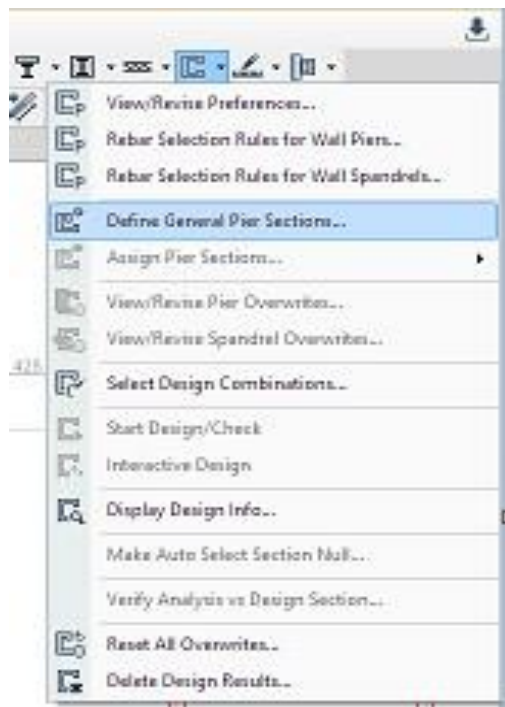 View/Revise Preferences...
Rebar Selection Rules for Wall Piers...
Rebar Selection Rules for Wall Spandrels...
Define General Pier Sections...
Assign Pier Sections...
View/Revise Pier Overwrites...
View/Revise Spandrel Overwrites...
425
Select Design Combinations...
Start Design/Check
Interactive Design
Display Design Info...
Make Auto Select Section Null...
Verify Analysis vs Design Section...
Reset All Overwrites...
Delete Design Results...